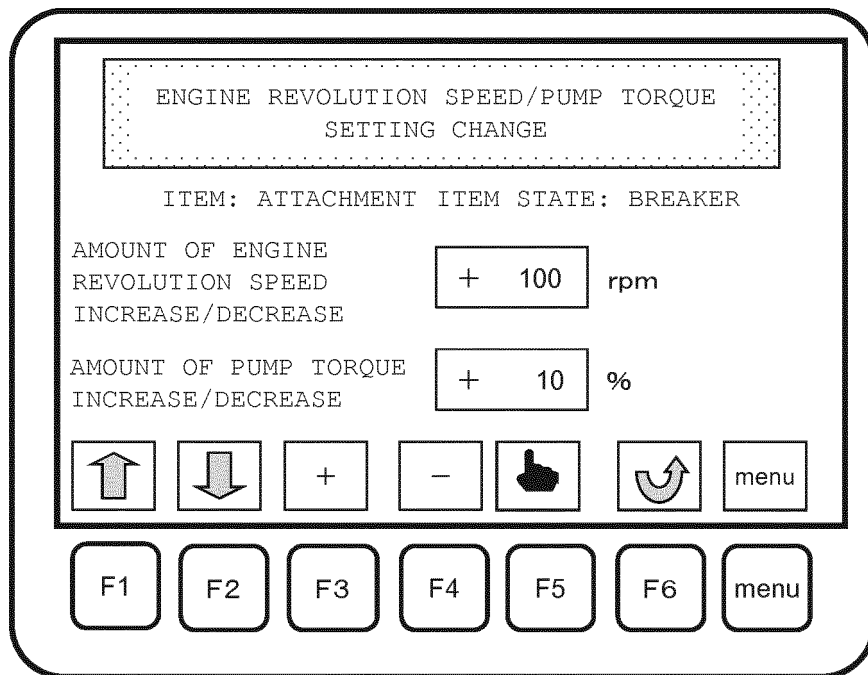 ENGINE REVOLUTION SPEED/PUMP TORQUE
SETTING CHANGE
ITEM: ATTACHMENT ITEM STATE: BREAKER
AMOUNT OF ENGINE
REVOLUTION SPEED
INCREASE/DECREASE
+ 100 rpm
AMOUNT OF PUMP TORQUE
INCREASE/DECREASE
+ 10 %
+ − menu
F1 F2 F3 F4 F5 F6 menu